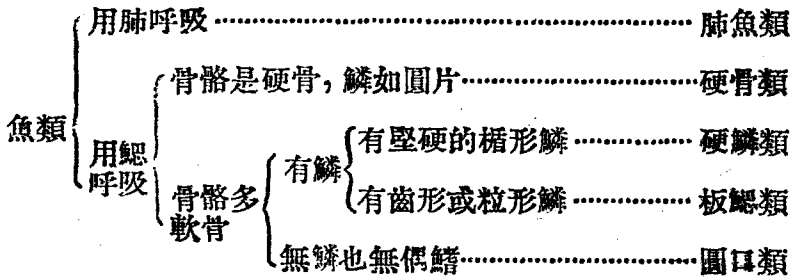 用肺呼吸 肺魚類
骨骼是硬骨，鱗如圓片 硬骨類
魚類
用鰓
呼吸
有堅硬的楯形鱗 硬鱗類
有鱗
骨骼多
軟骨
有齒形或粒形鱗 板鰓類
無鱗也無偶鰭 圓口類